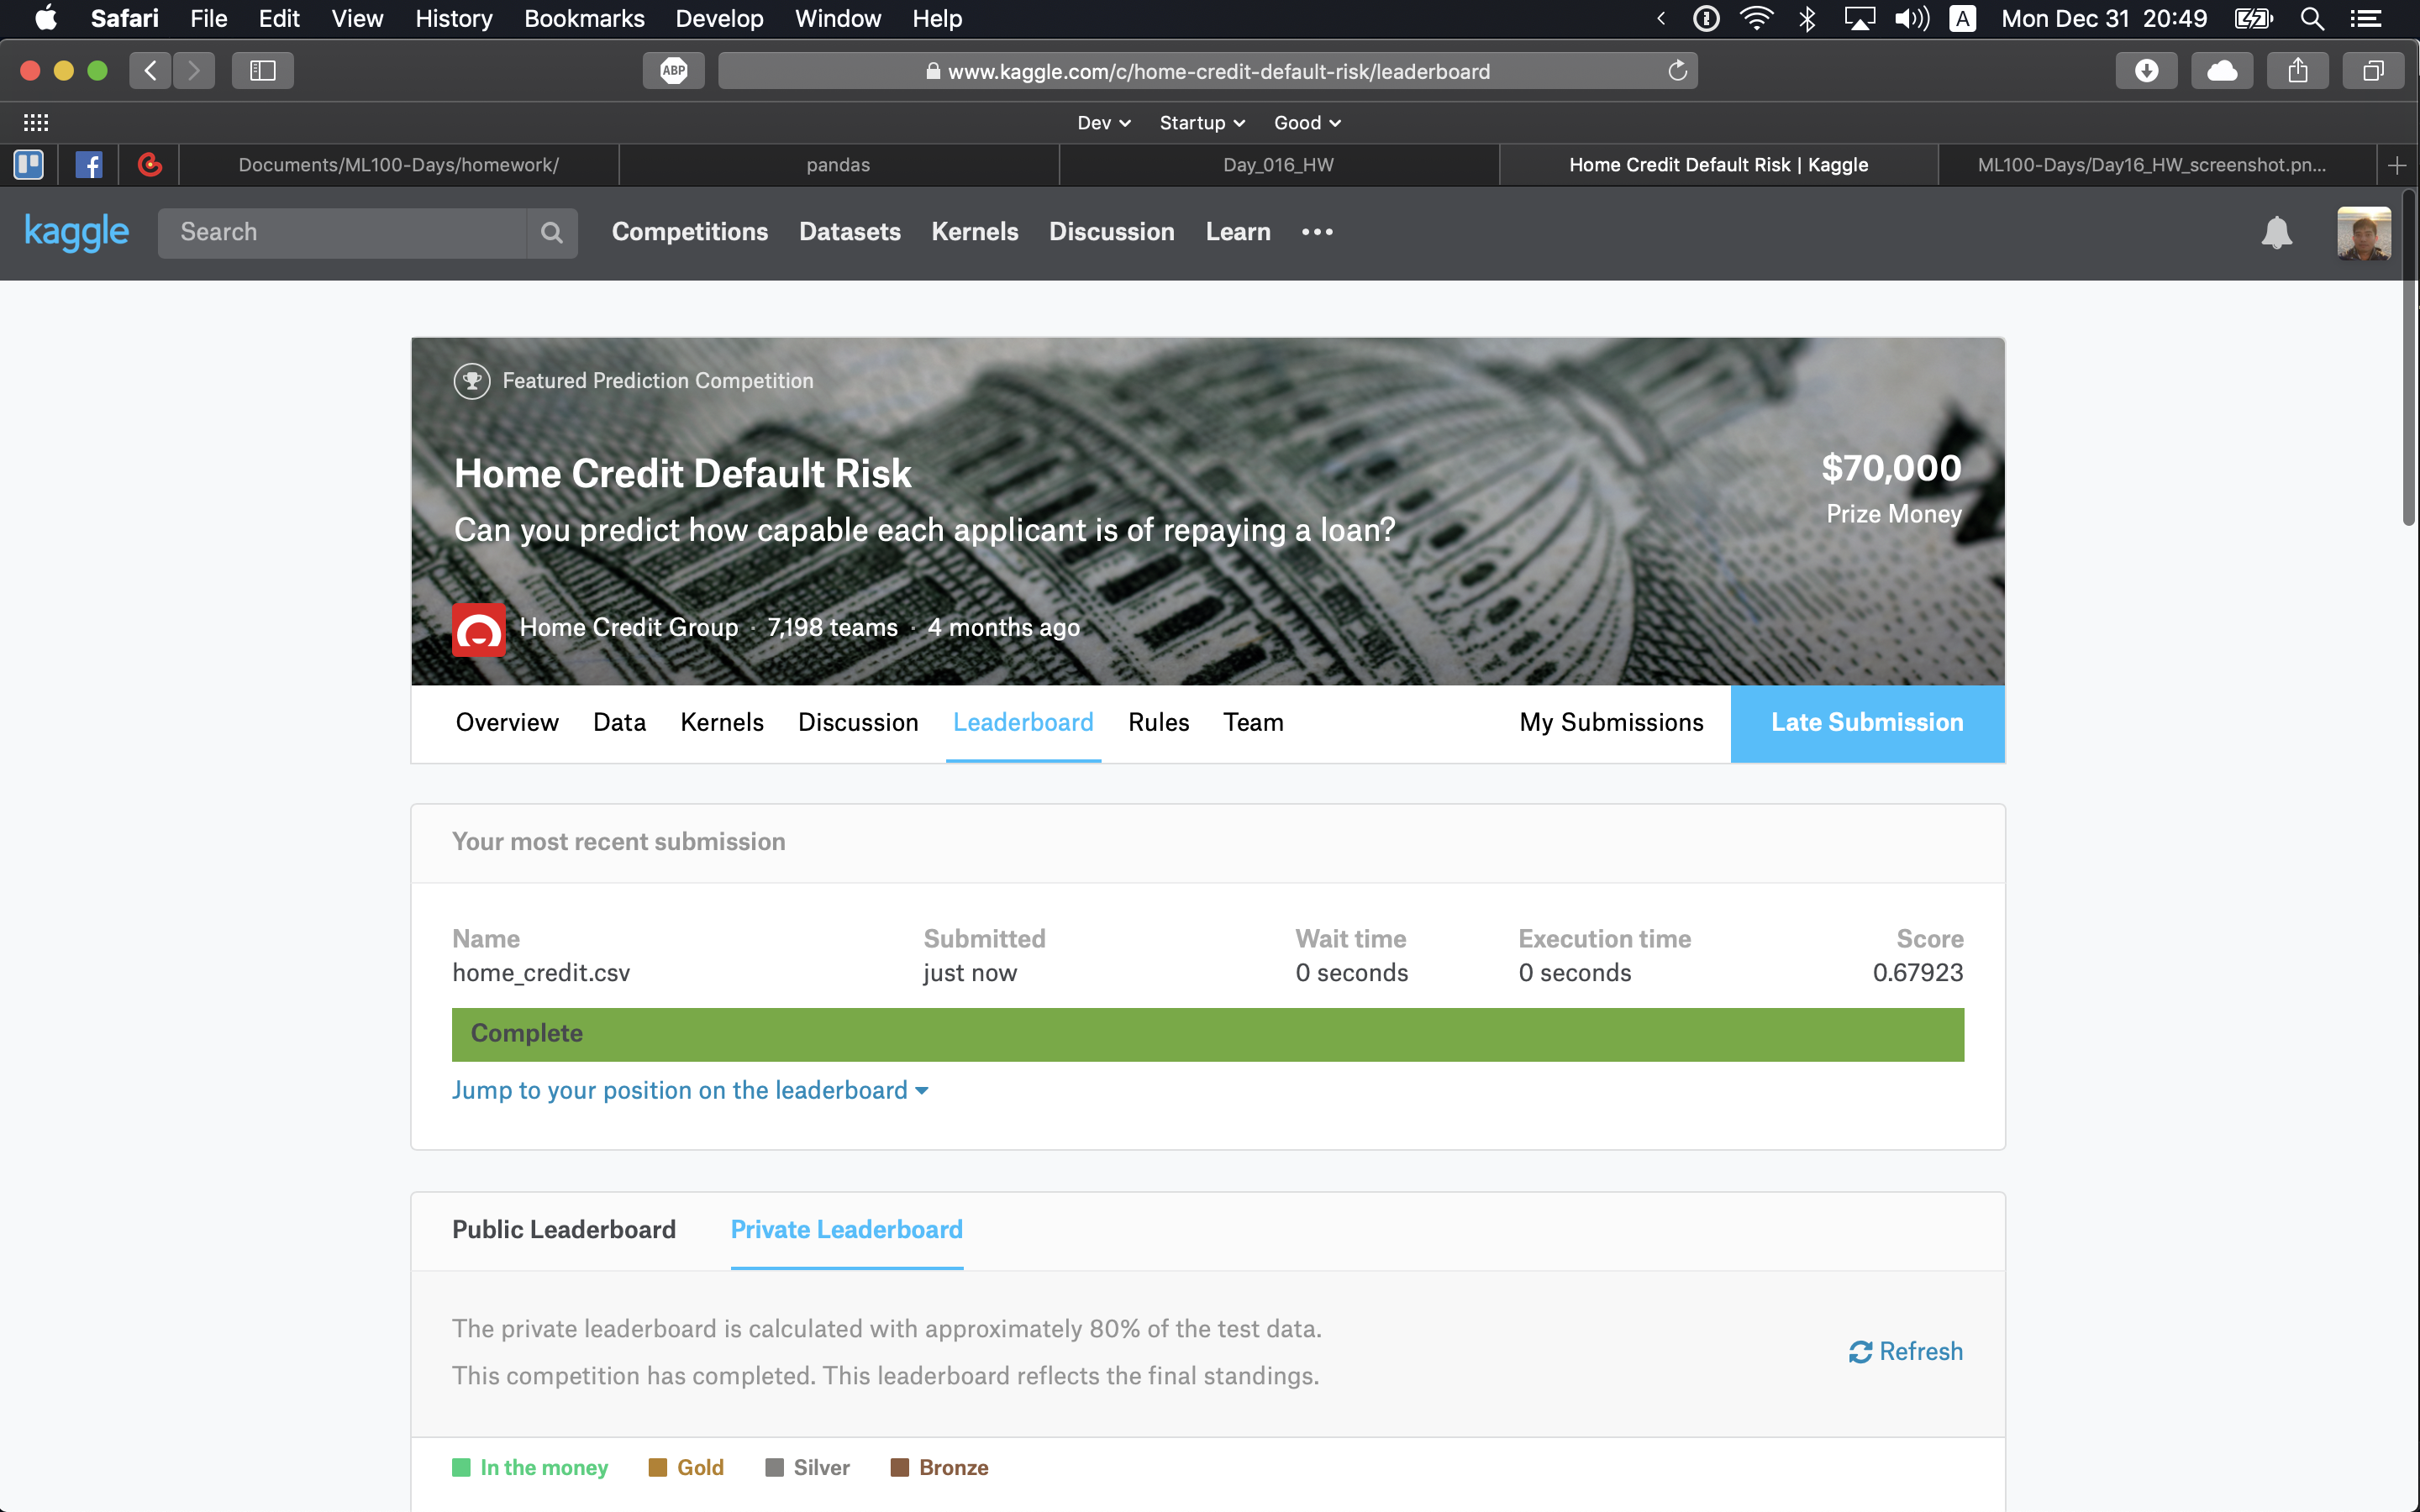 Safari File Edit View History Bookmarks Develop Window Help A Mon Dec 31 20:49
ABP www.kaggle.com/c/home-credit-default-risk/leaderboard
Dev Startup Good
Documents/ML100-Days/homework/ pandas Day_016_HW Home Credit Default Risk | Kaggle ML100-Days/Day16_HW_screenshot.pn...
kaggle Search Competitions Datasets Kernels Discussion Learn
Featured Prediction Competition
Home Credit Default Risk
$70,000
Can you predict how capable each applicant is of repaying a loan?
Prize Money
Home Credit Group · 7,198 teams · 4 months ago
Overview Data Kernels Discussion Leaderboard Rules Team My Submissions Late Submission
Your most recent submission
Name Submitted Wait time Execution time Score
home_credit.csv just now 0 seconds 0 seconds 0.67923
Complete
Jump to your position on the leaderboard
Public Leaderboard Private Leaderboard
The private leaderboard is calculated with approximately 80% of the test data.
Refresh
This competition has completed. This leaderboard reflects the final standings.
In the money Gold Silver Bronze